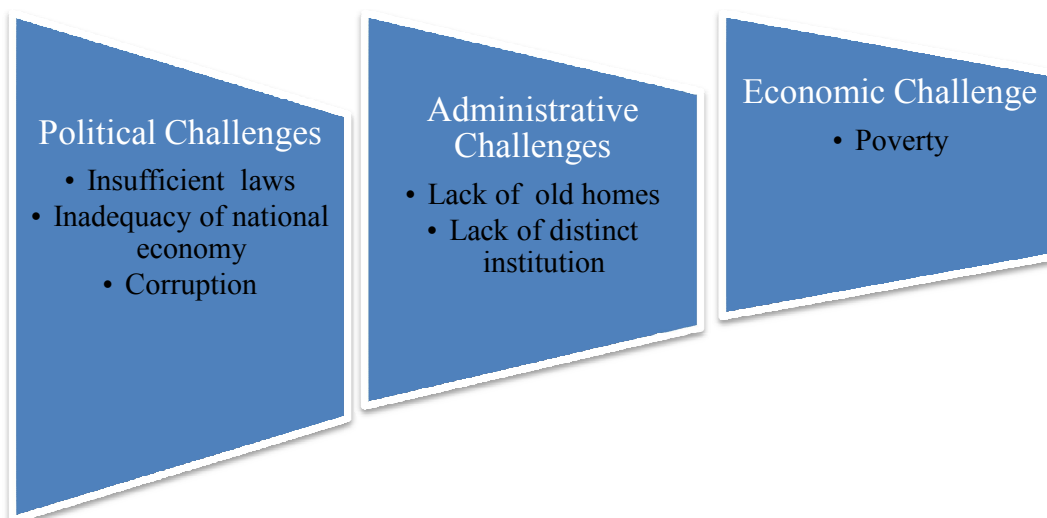 Political Challenges
• Insufficient laws
• Inadequacy of national
economy
• Corruption
Administrative
Challenges
• Lack of old homes
• Lack of distinct
institution
Economic Challenge
• Poverty